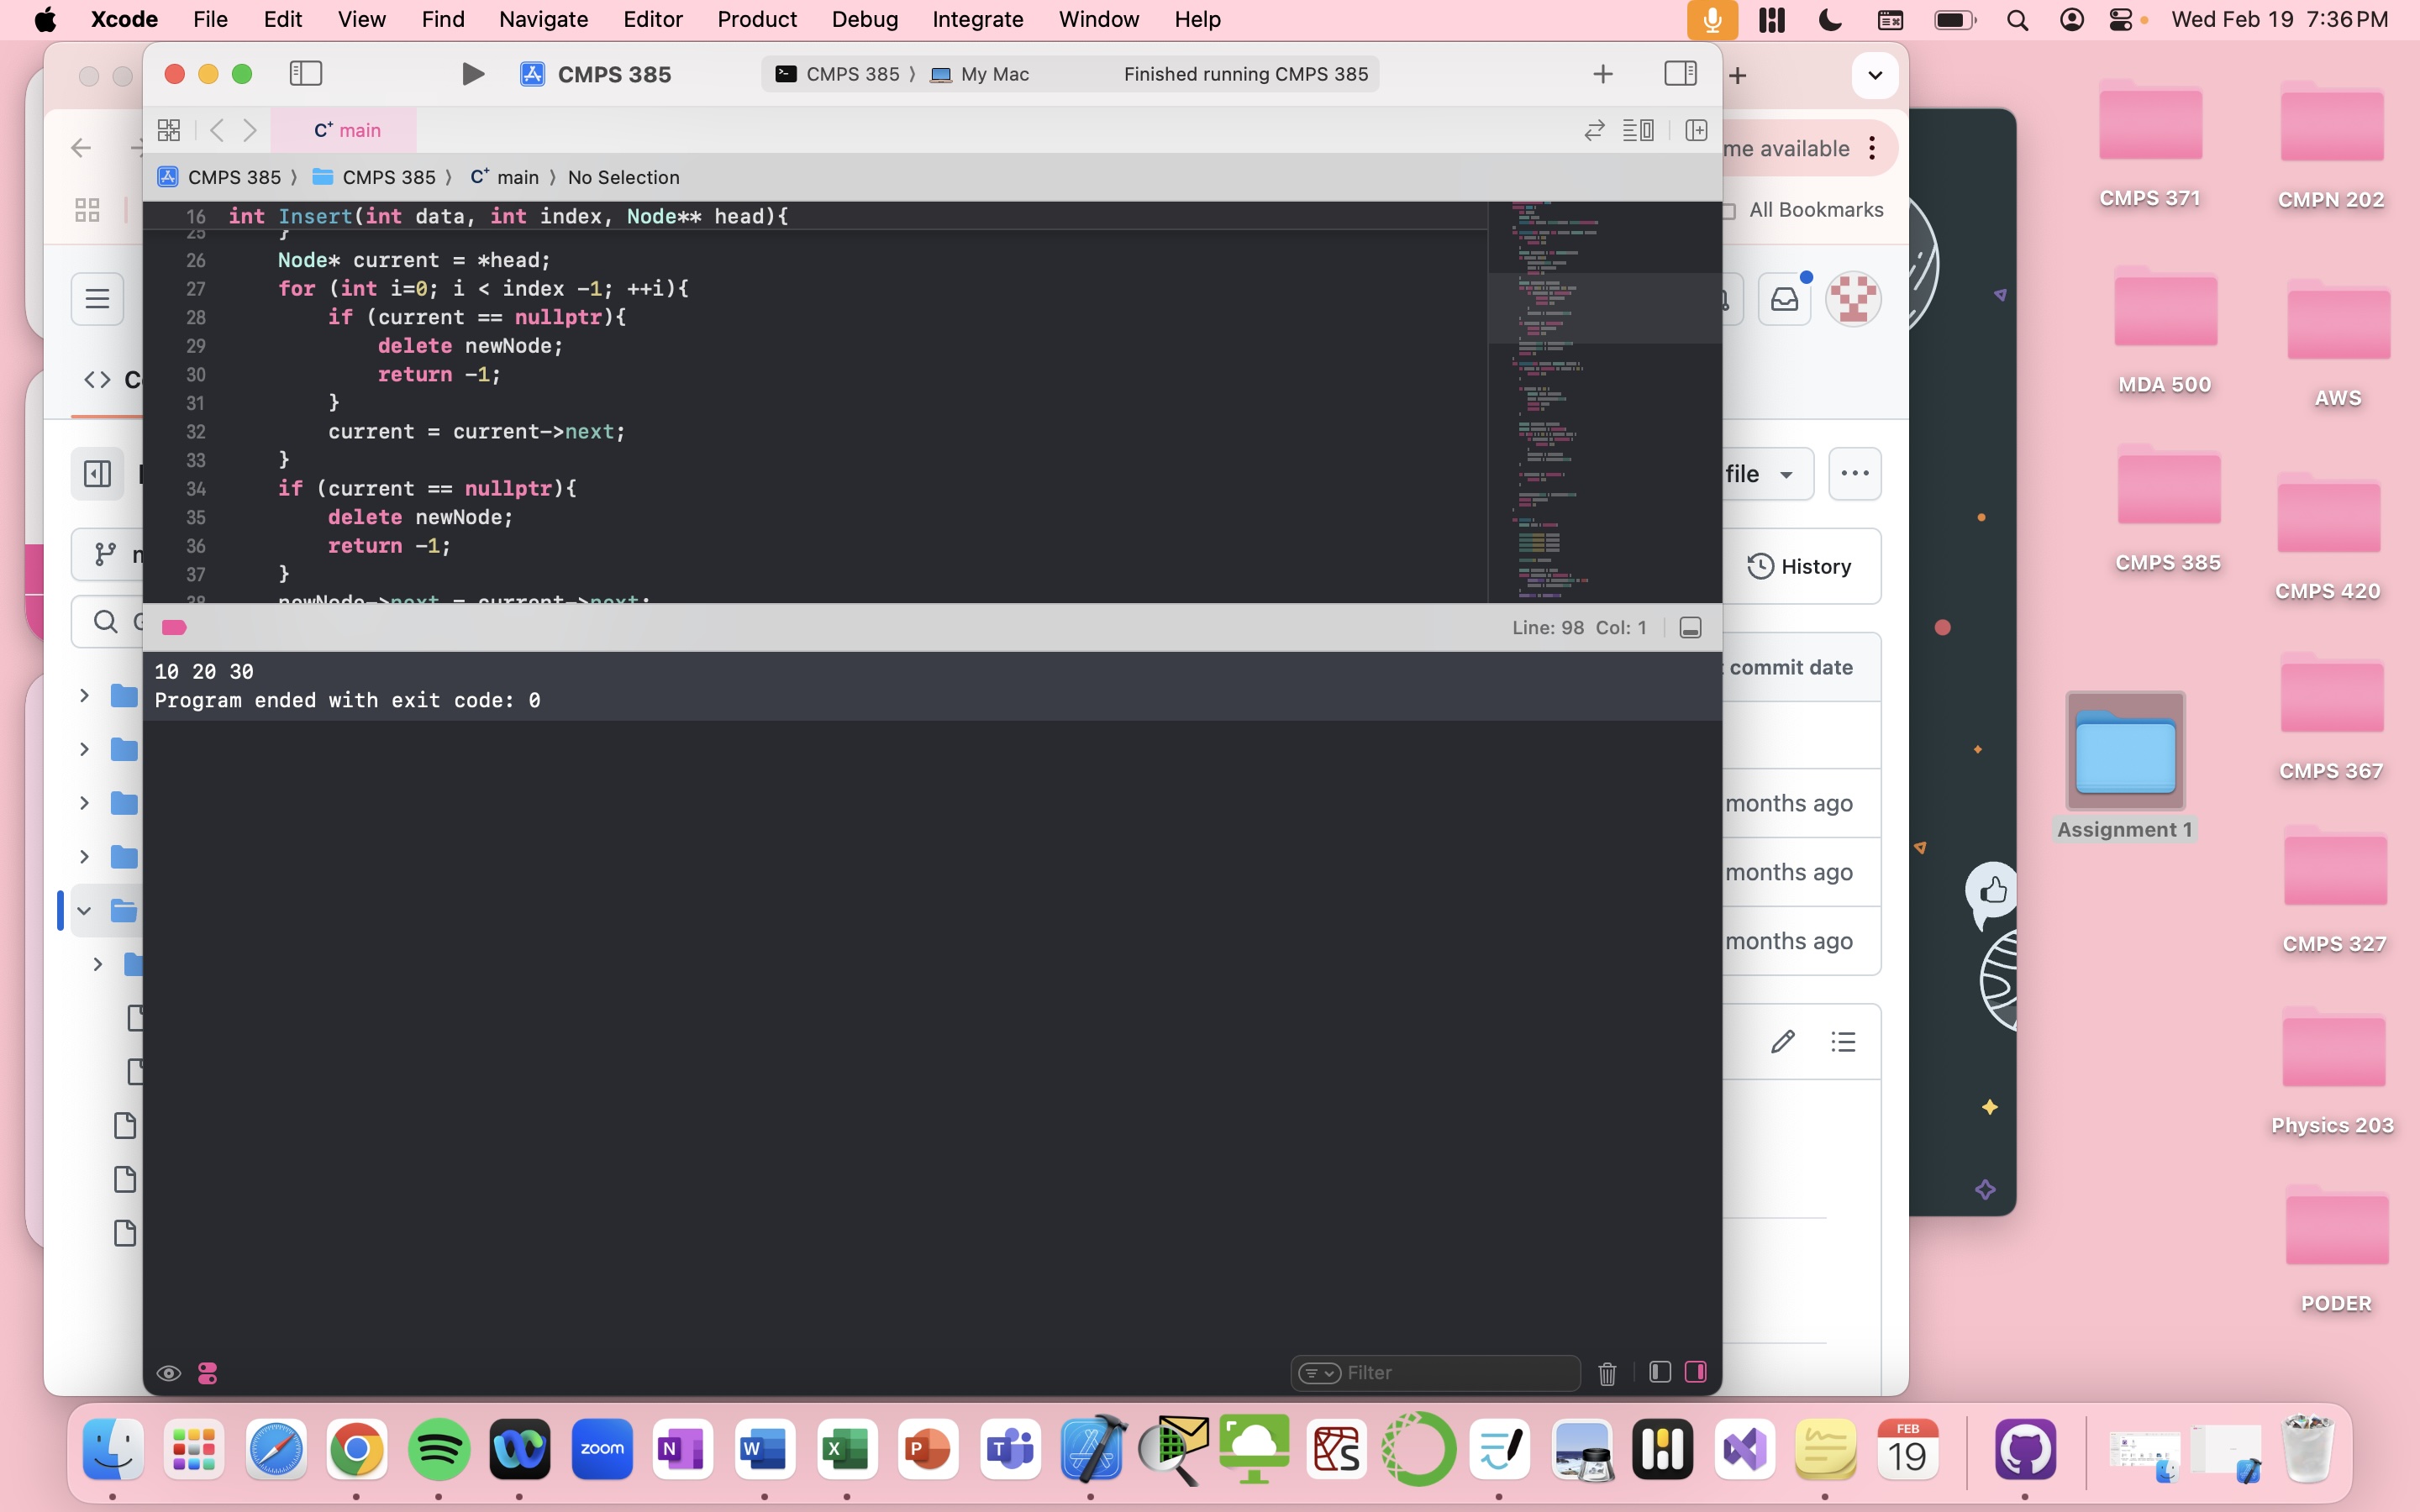 Xcode File Edit View Find Navigate Editor Product Debug Integrate Window Help Wed Feb 19 7:36 PM
CMPS 385 CMPS 385 ⟩ My Mac Finished running CMPS 385
C+ main
CMPS 385 ⟩ CMPS 385 ⟩ C+ main ⟩ No Selection
16 int Insert(int data, int index, Node** head){
25 }
26 Node* current = *head;
27 for (int i=0; i < index -1; ++i){
28 if (current == nullptr){
29 delete newNode;
30 return -1;
31 }
32 current = current->next;
33 }
34 if (current == nullptr){
35 delete newNode;
36 return -1;
37 }
38 newNode->next = current->next;
Line: 98 Col: 1
10 20 30
Program ended with exit code: 0
Filter
me available
All Bookmarks
file
History
commit date
months ago
months ago
months ago
CMPS 371
CMPN 202
MDA 500
AWS
CMPS 385
CMPS 420
CMPS 367
Assignment 1
CMPS 327
Physics 203
PODER
zoom
N
W
X
P
T
S
FEB
19